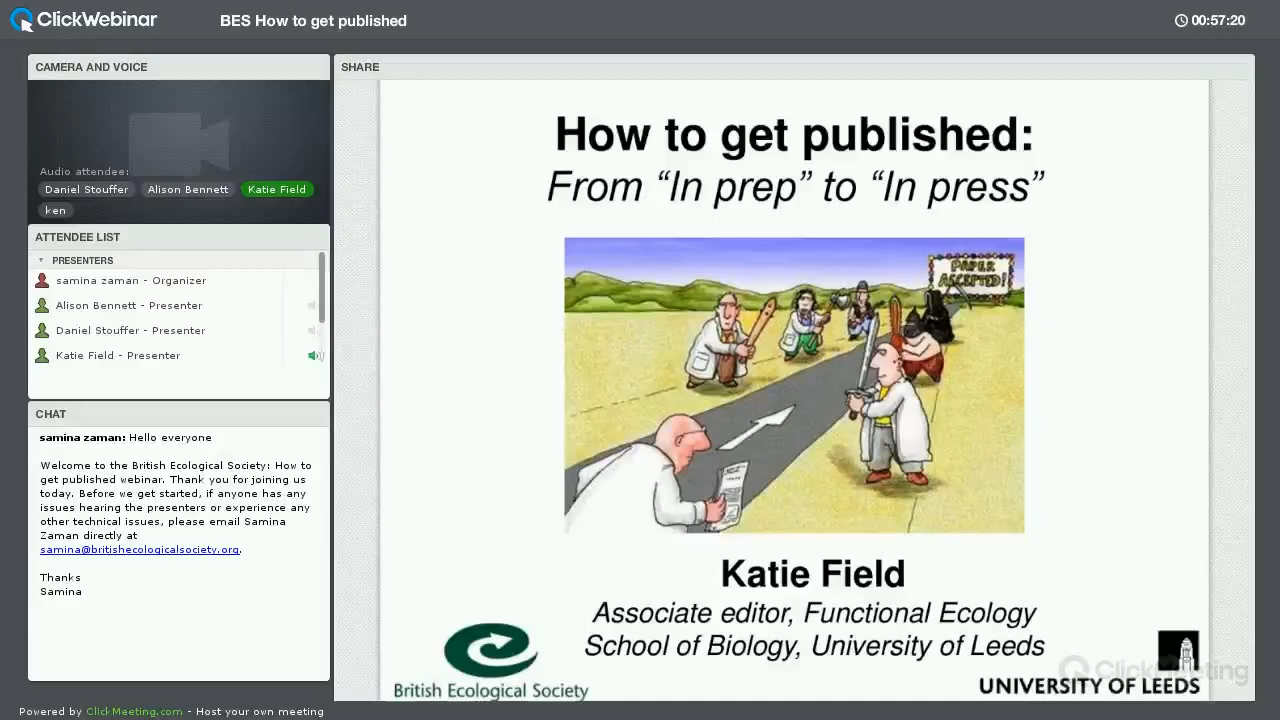 ClickWebinar
BES How to get published
00:57:20
CAMERA AND VOICE
Audio attendee:
Daniel Stouffer
Alison Bennett
Katie Field
ken
ATTENDEE LIST
PRESENTERS
samina zaman - Organizer
Alison Bennett - Presenter
Daniel Stouffer - Presenter
Katie Field - Presenter
CHAT
samina zaman: Hello everyone
Welcome to the British Ecological Society: How to
get published webinar. Thank you for joining us
today. Before we get started, if anyone has any
issues hearing the presenters or experience any
other technical issues, please email Samina
Zaman directly at
samina@britishecologicalsociety.org.
Thanks
Samina
Powered by ClickMeeting.com - Host your own meeting
SHARE
How to get published:
From “In prep” to “In press”
PAPER
ACCEPTED!
Katie Field
Associate editor, Functional Ecology
School of Biology, University of Leeds
British Ecological Society
UNIVERSITY OF LEEDS
ClickMeeting